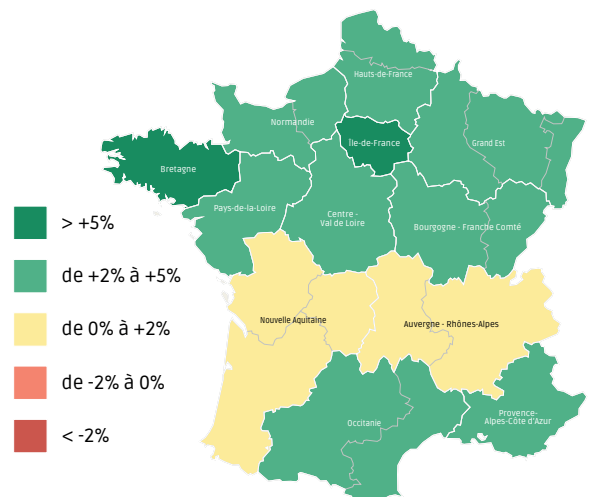 Hauts-de-France
Normandie
Île-de-France
Grand Est
Bretagne
Pays-de-la-Loire
Centre -
Val de Loire
Bourgogne - Franche Comté
> +5%
de +2% à +5%
de 0% à +2%
de -2% à 0%
< -2%
Nouvelle Aquitaine
Auvergne - Rhônes-Alpes
Occitanie
Provence-
Alpes-Côte d'Azur